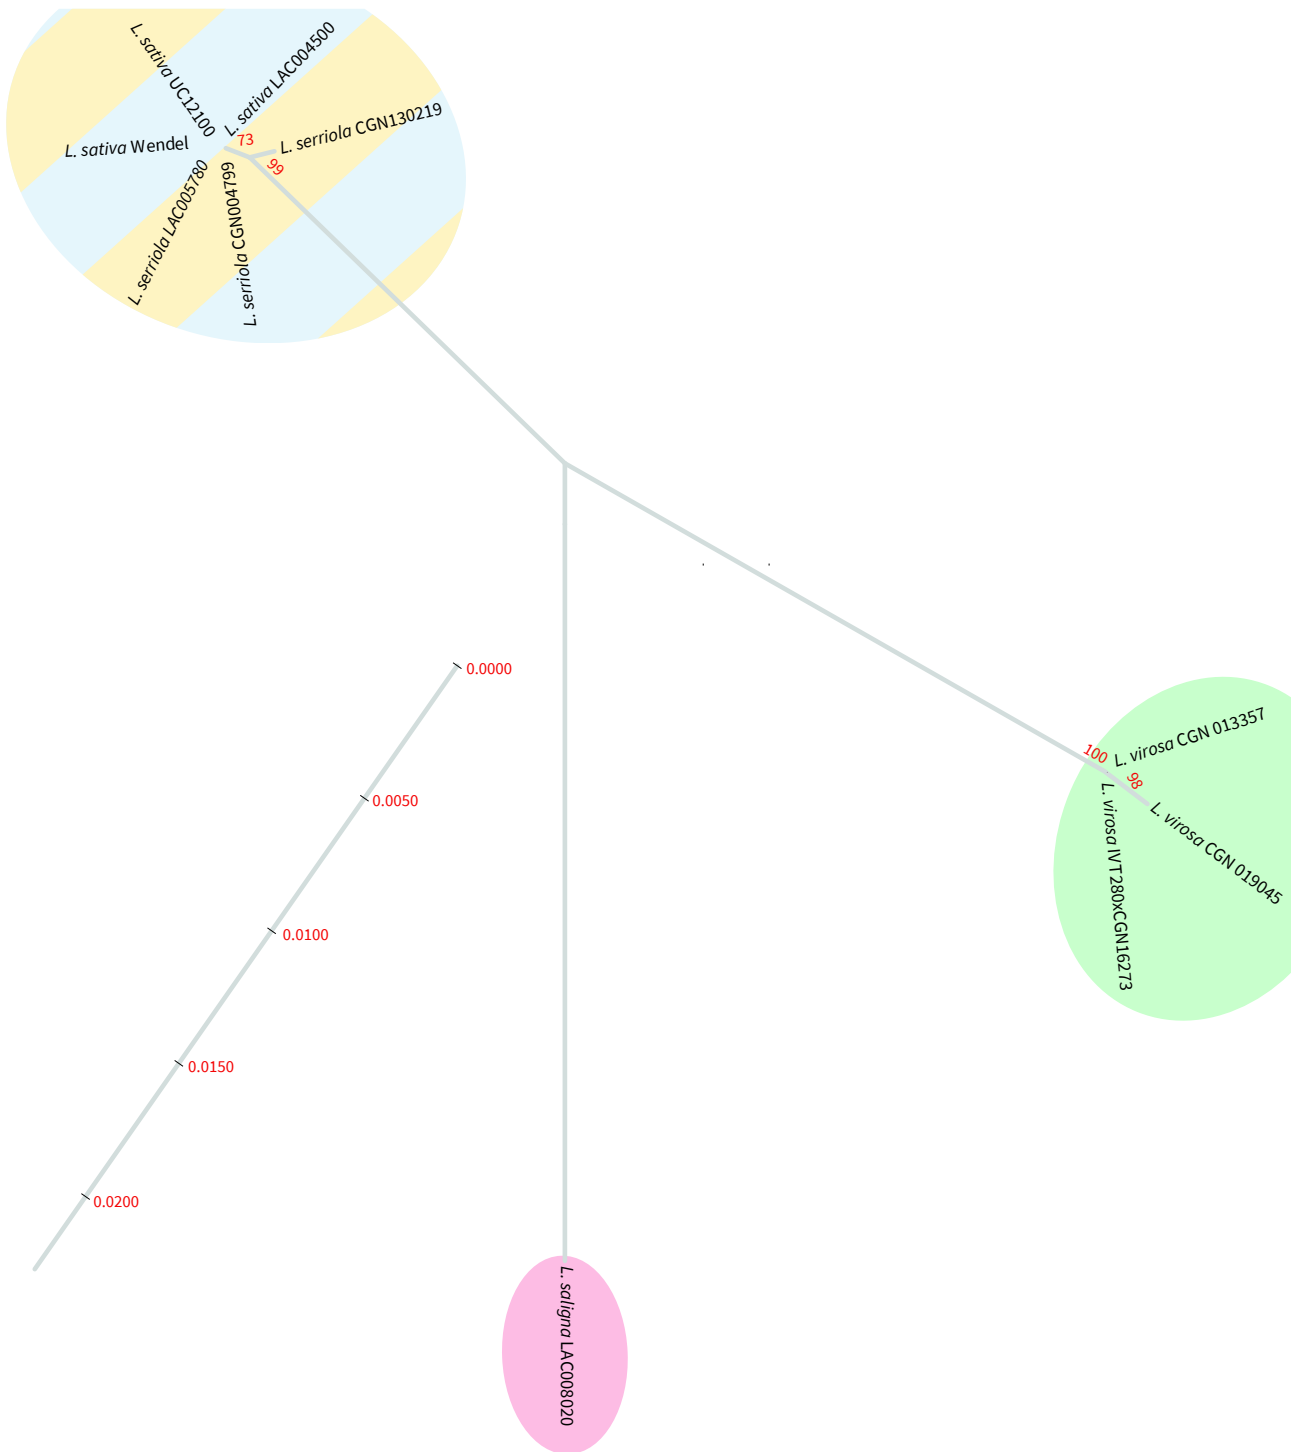 L. sativa UC12100
L. sativa LAC004500
L. sativa Wendel
73
L. serriola CGN130219
99
L. serriola LAC005780
L. serriola CGN004799
0.0000
0.0050
0.0100
0.0150
0.0200
100
L. virosa CGN 013357
98
L. virosa CGN 019045
L. virosa IVT280xCGN16273
L. saligna LAC008020